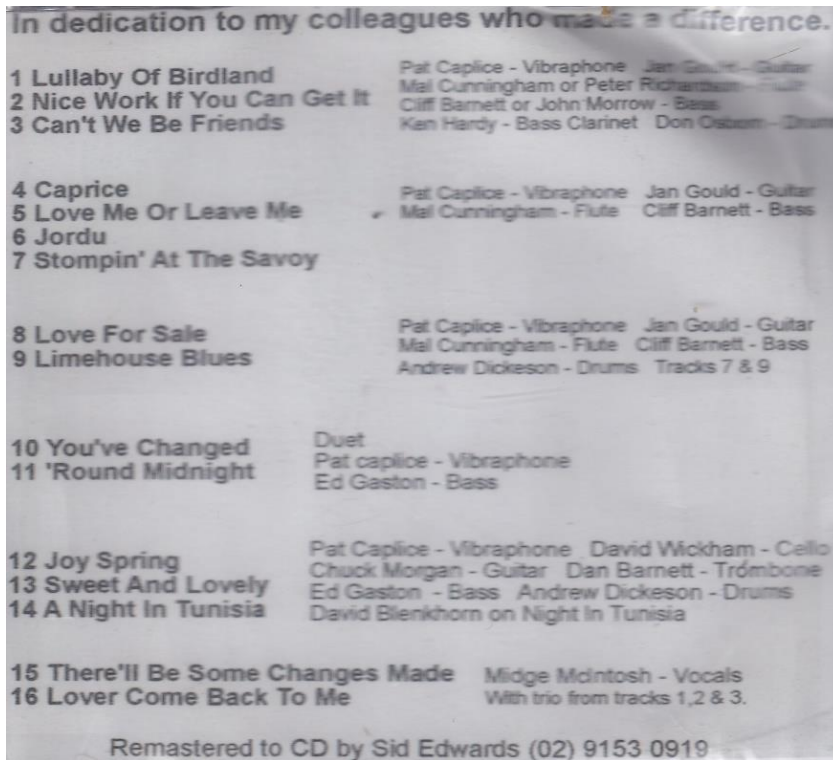 In dedication to my colleagues who made a difference.
1 Lullaby Of Birdland
2 Nice Work If You Can Get It
3 Can't We Be Friends
Pat Caplice - Vibraphone Jan Gould - Guitar
Mal Cunningham or Peter Richardson - Flute
Cliff Barnett or John Morrow - Bass
Ken Hardy - Bass Clarinet Don Osborn - Drum
4 Caprice
5 Love Me Or Leave Me
6 Jordu
7 Stompin' At The Savoy
Pat Caplice - Vibraphone Jan Gould - Guitar
Mal Cunningham - Flute Cliff Barnett - Bass
8 Love For Sale
9 Limehouse Blues
Pat Caplice - Vibraphone Jan Gould - Guitar
Mal Cunningham - Flute Cliff Barnett - Bass
Andrew Dickeson - Drums Tracks 7 & 9
10 You've Changed
11 'Round Midnight
Duet
Pat caplice - Vibraphone
Ed Gaston - Bass
12 Joy Spring
13 Sweet And Lovely
14 A Night In Tunisia
Pat Caplice - Vibraphone David Wickham - Cello
Chuck Morgan - Guitar Dan Barnett - Trombone
Ed Gaston - Bass Andrew Dickeson - Drums
David Blenkhorn on Night In Tunisia
15 There'll Be Some Changes Made
16 Lover Come Back To Me
Midge McIntosh - Vocals
With trio from tracks 1,2 & 3.
Remastered to CD by Sid Edwards (02) 9153 0919